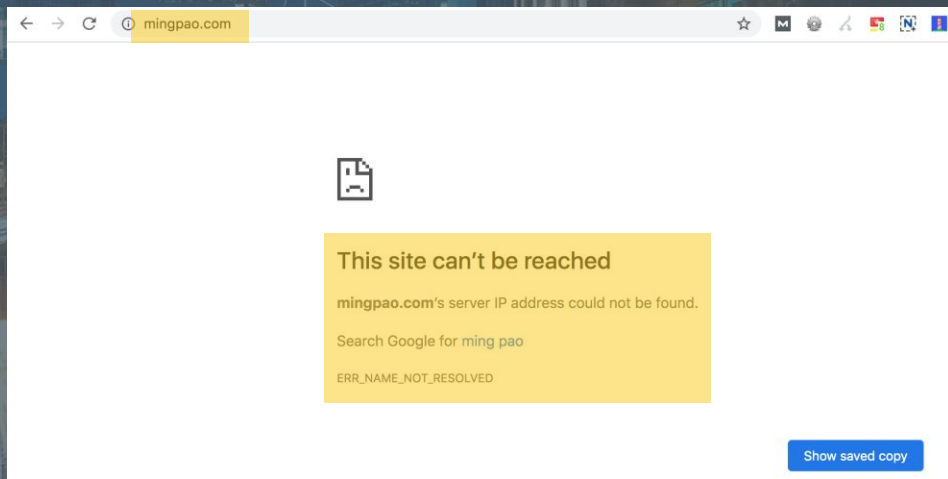 mingpao.com
This site can't be reached
mingpao.com's server IP address could not be found.
Search Google for ming pao
ERR_NAME_NOT_RESOLVED
Show saved copy